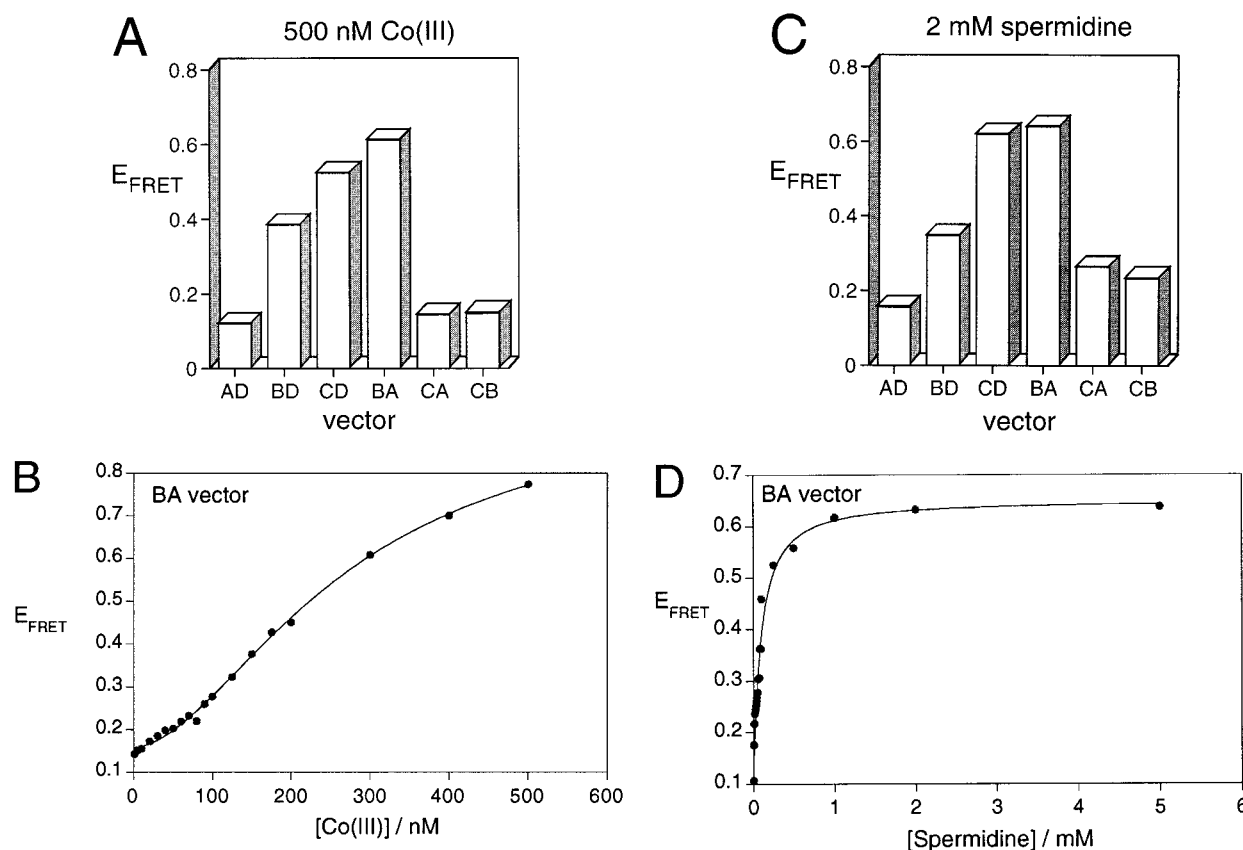 A
500 nM Co(III)
0.8
0.6
E_FRET
0.4
0.2
0
AD BD CD BA CA CB
vector
C
2 mM spermidine
0.8
0.6
E_FRET
0.4
0.2
0
AD BD CD BA CA CB
vector
B
BA vector
0.8
0.7
0.6
0.5
E_FRET
0.4
0.3
0.2
0.1
0 100 200 300 400 500 600
[Co(III)] / nM
D
BA vector
0.7
0.6
0.5
E_FRET
0.4
0.3
0.2
0.1
0 1 2 3 4 5 6
[Spermidine] / mM